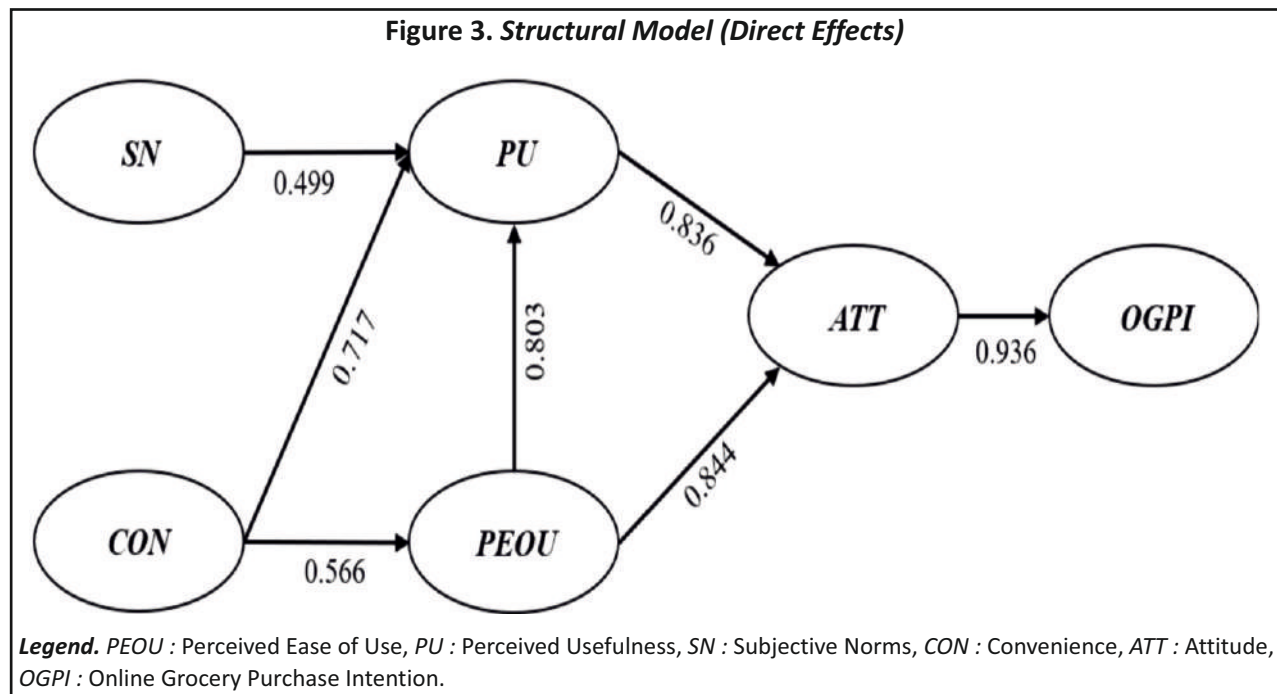 Figure 3. Structural Model (Direct Effects)
SN
PU
0.499
0.836
0.717
0.803
ATT
OGPI
0.936
0.844
CON
PEOU
0.566
Legend. PEOU : Perceived Ease of Use, PU : Perceived Usefulness, SN : Subjective Norms, CON : Convenience, ATT : Attitude,
OGPI : Online Grocery Purchase Intention.